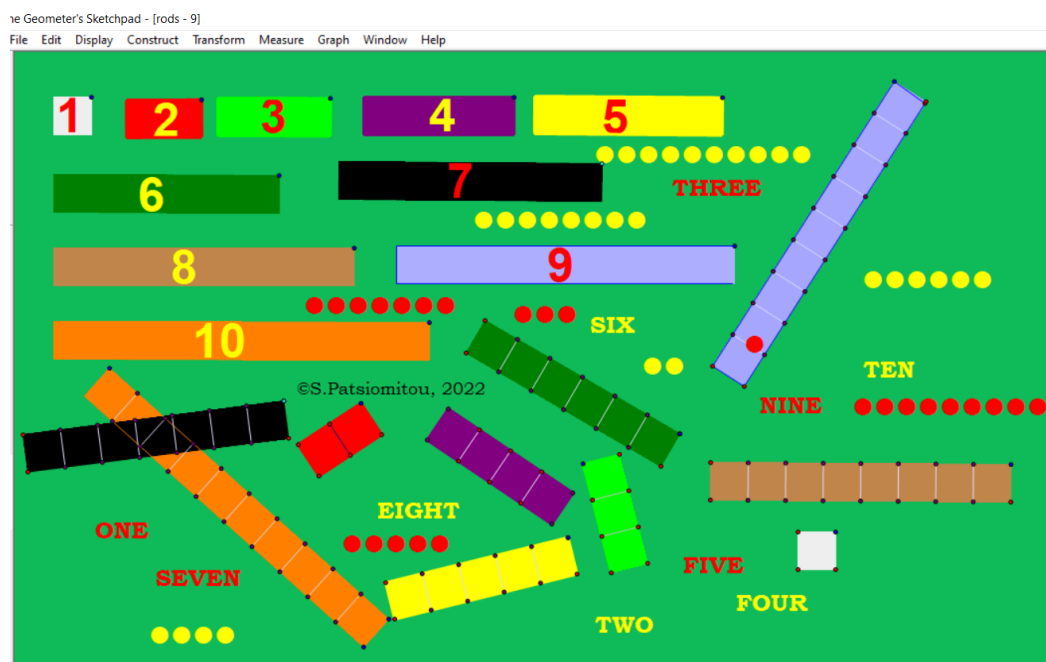 ne Geometer's Sketchpad - [rods - 9]
File Edit Display Construct Transform Measure Graph Window Help
1 2 3 4 5
THREE
6 7
8 9
10
SIX
TEN
©S.Patsiomitou, 2022
NINE
EIGHT
ONE
SEVEN
FIVE
FOUR
TWO